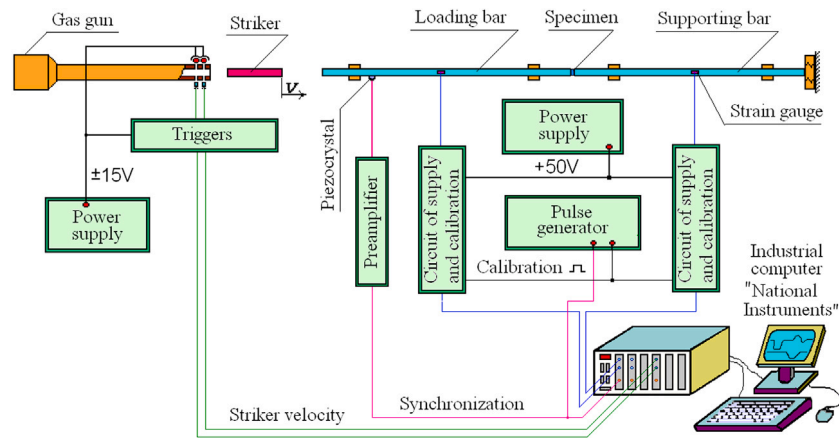 Gas gun
Striker
Loading bar
Specimen
Supporting bar
V
Strain gauge
Triggers
Piezocrystal
Power
supply
±15V
+50V
Power
supply
Preamplifier
Circuit of supply
and calibration
Pulse
generator
Circuit of supply
and calibration
Calibration
Industrial
computer
"National
Instruments"
Striker velocity
Synchronization